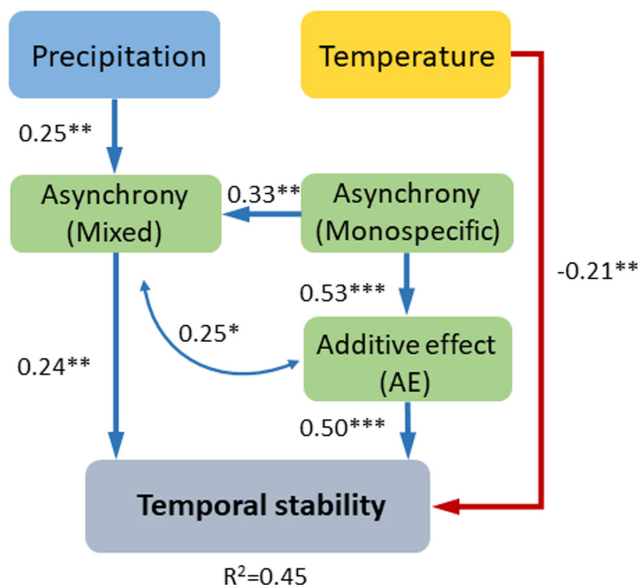 Precipitation
Temperature
0.25**
Asynchrony
(Mixed)
0.33**
Asynchrony
(Monospecific)
-0.21**
0.53***
0.25*
0.24**
Additive effect
(AE)
0.50***
Temporal stability
R²=0.45